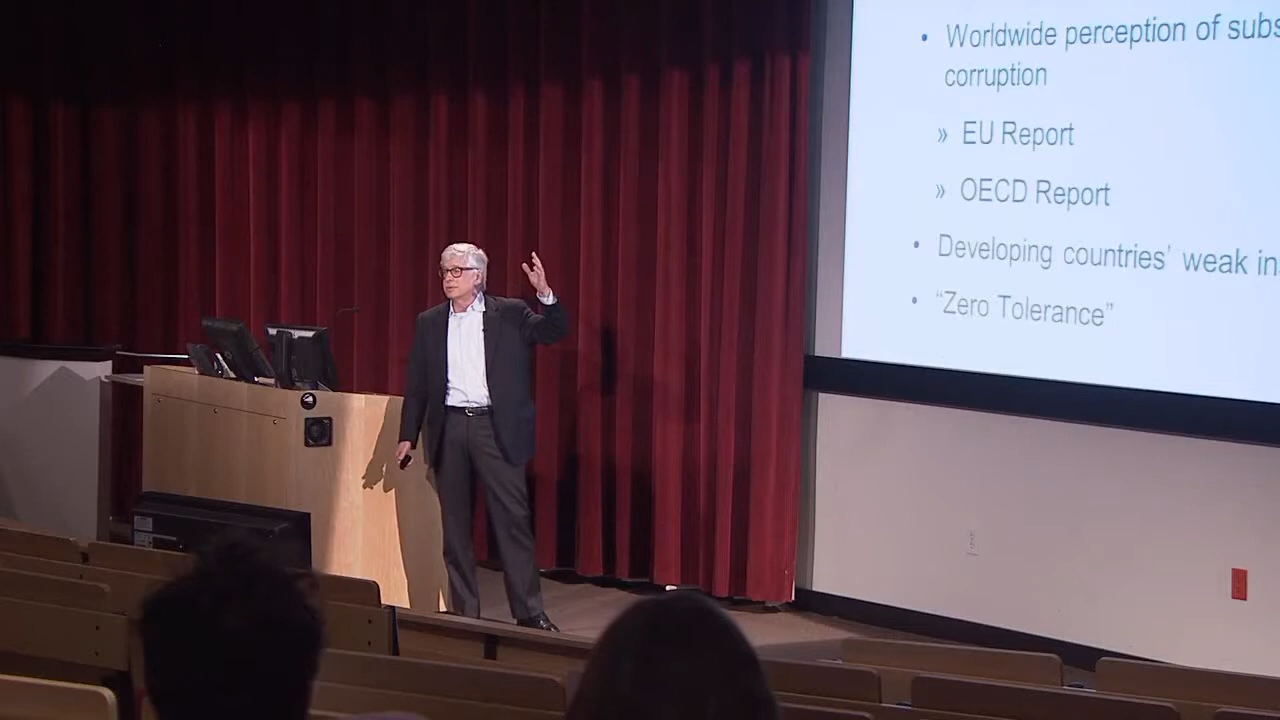 • Worldwide perception of subs
corruption
» EU Report
» OECD Report
• Developing countries' weak in
• “Zero Tolerance”